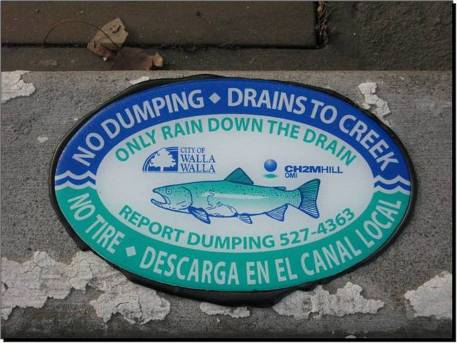 NO DUMPING ◆ DRAINS TO CREEK
ONLY RAIN DOWN THE DRAIN
CITY OF
WALLA
WALLA
CH2MHILL
OMI
REPORT DUMPING 527-4363
NO TIRE ◆ DESCARGA EN EL CANAL LOCAL